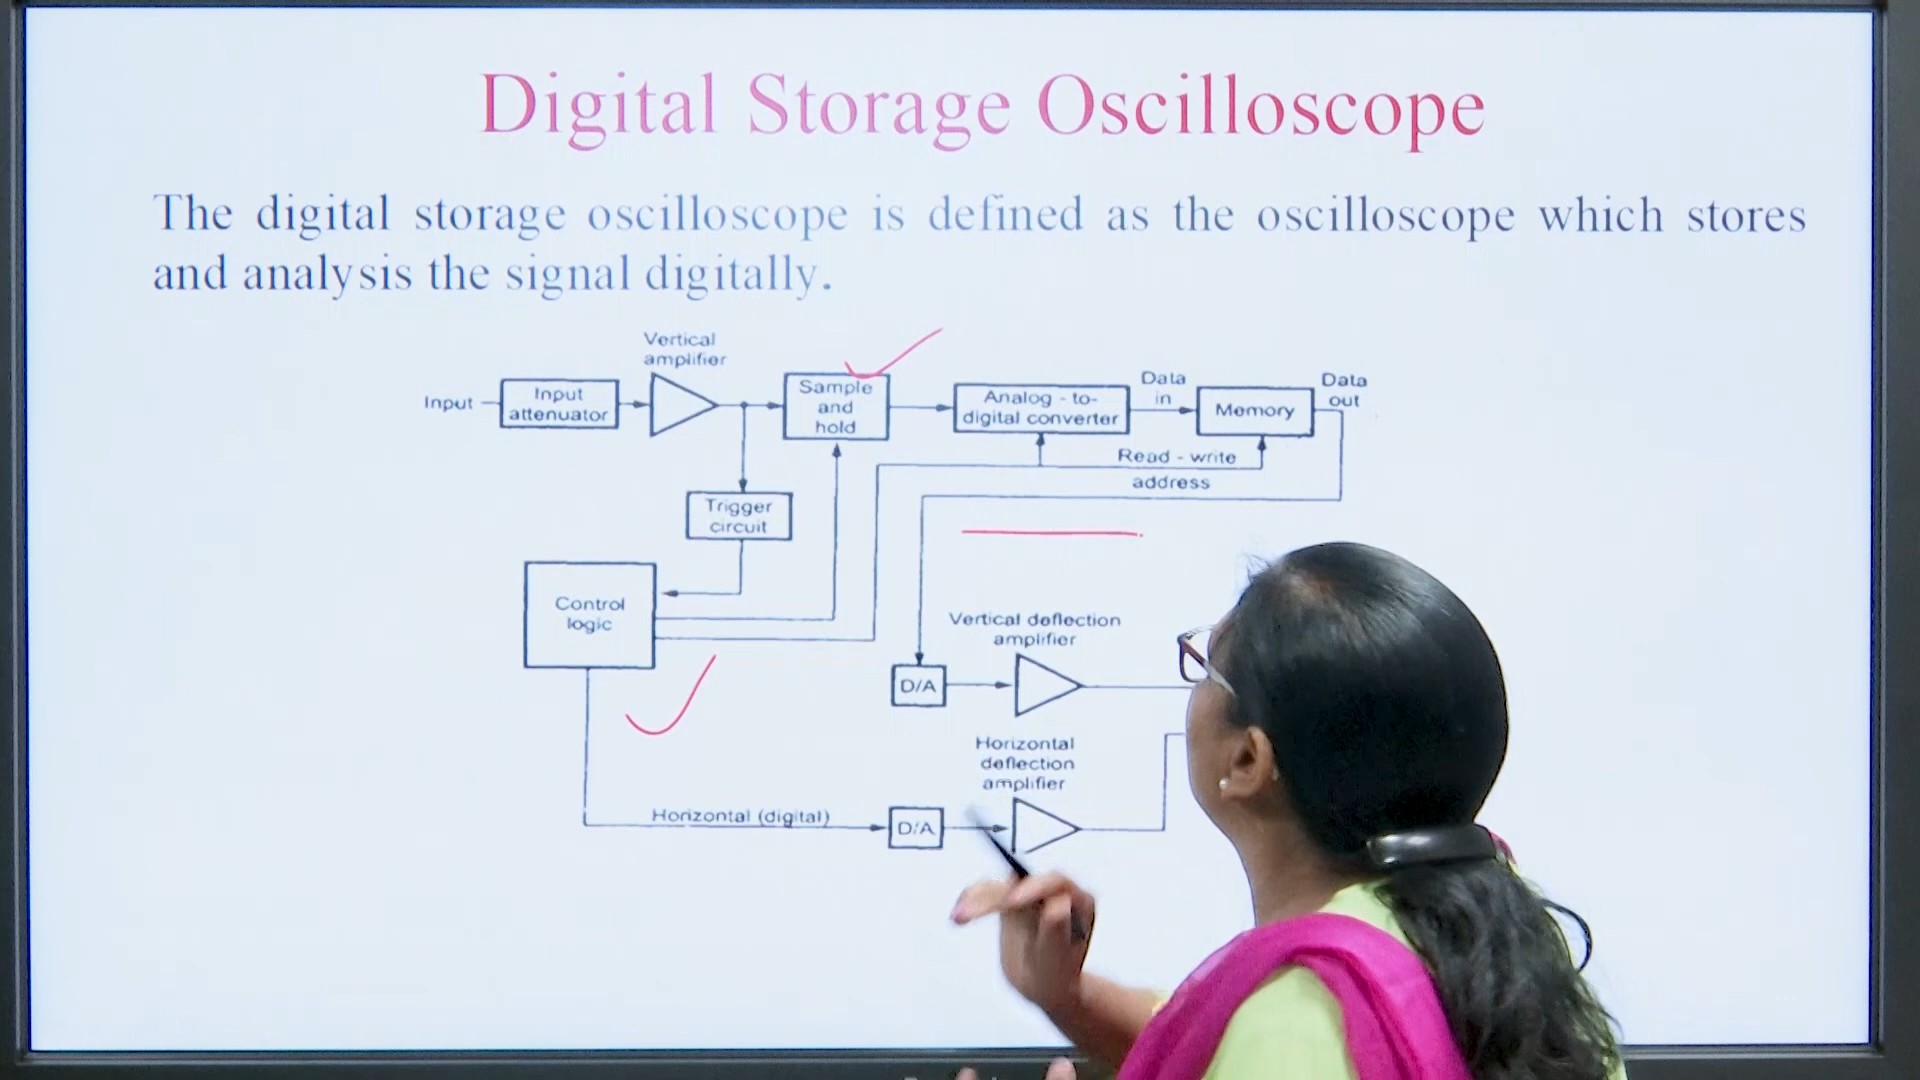 Digital Storage Oscilloscope
The digital storage oscilloscope is defined as the oscilloscope which stores
and analysis the signal digitally.
Vertical
amplifier
Input
Input
attenuator
Sample
and
hold
Analog - to-
digital converter
Data
in
Memory
Data
out
Read - write
address
Trigger
circuit
Control
logic
Vertical deflection
amplifier
D/A
Horizontal
deflection
amplifier
Horizontal (digital)
D/A